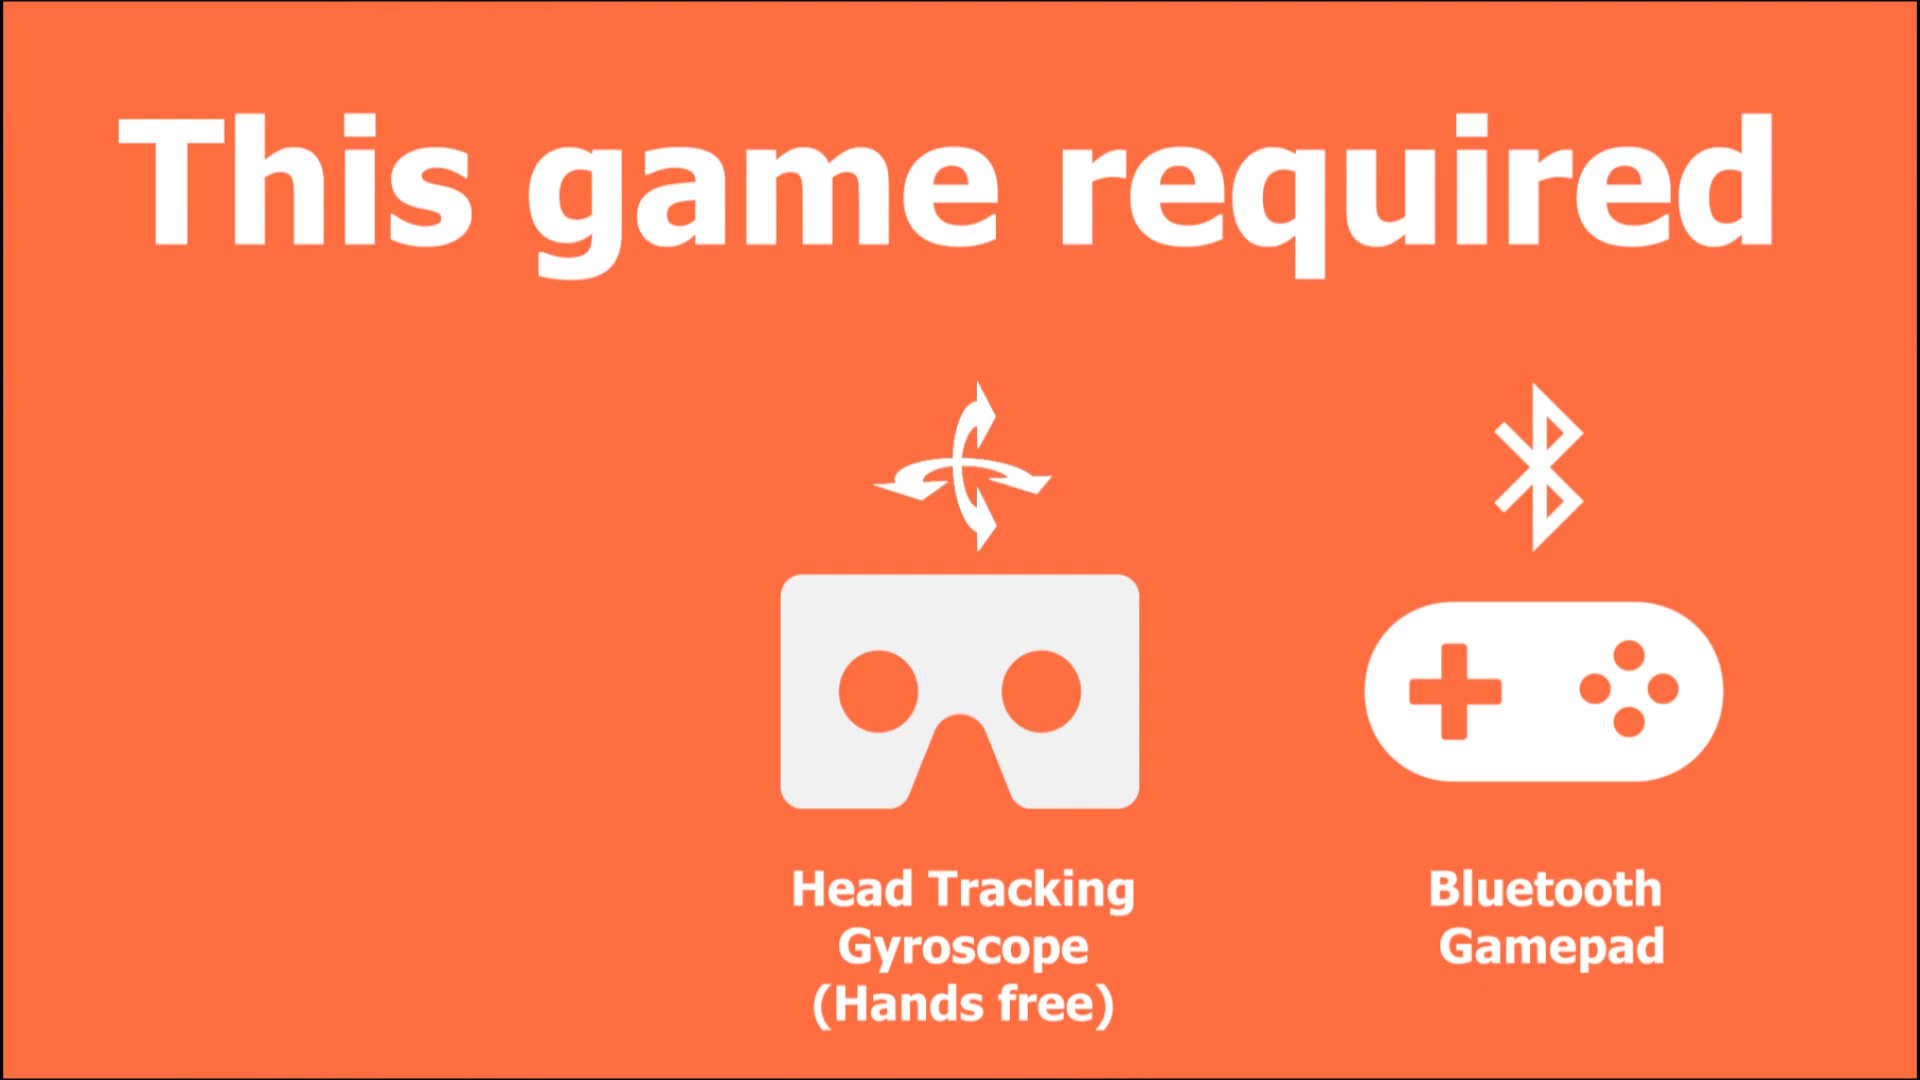 This game required
Head Tracking
Gyroscope
(Hands free)
Bluetooth
Gamepad